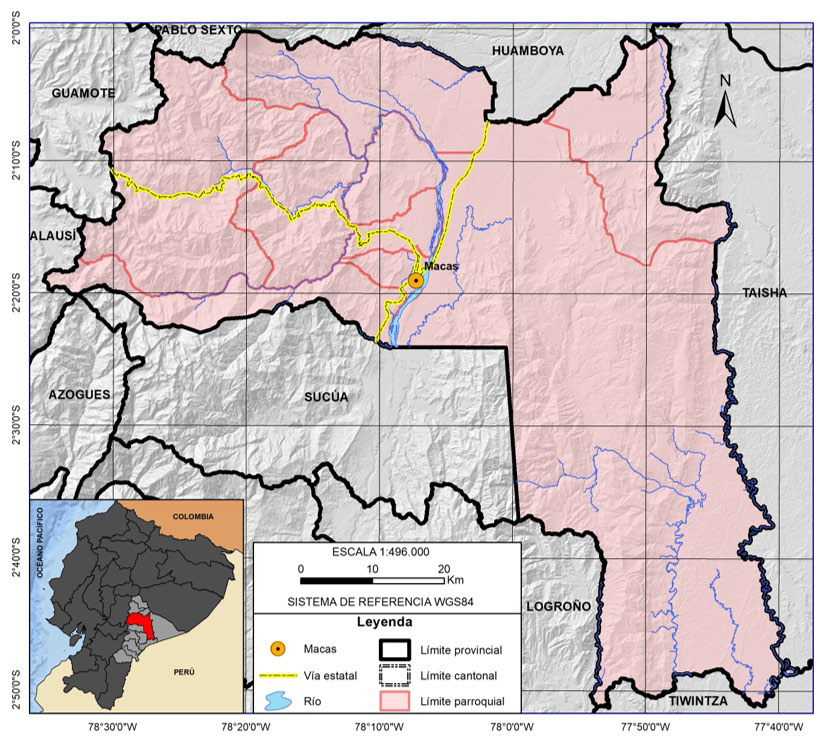 2°0'0"S
PABLO SEXTO
HUAMBOYA
GUAMOTE
N
2°10'0"S
ALAUSÍ
Macas
2°20'0"S
TAISHA
AZOGUES
SUCÚA
2°30'0"S
COLOMBIA
OCÉANO PACÍFICO
PERÚ
2°40'0"S
ESCALA 1:496.000
0 10 20
Km
SISTEMA DE REFERENCIA WGS84
Leyenda
Macas
Vía estatal
Río
Límite provincial
Límite cantonal
Límite parroquial
LOGROÑO
TIWINTZA
2°50'0"S
78°30'0"W 78°20'0"W 78°10'0"W 78°0'0"W 77°50'0"W 77°40'0"W